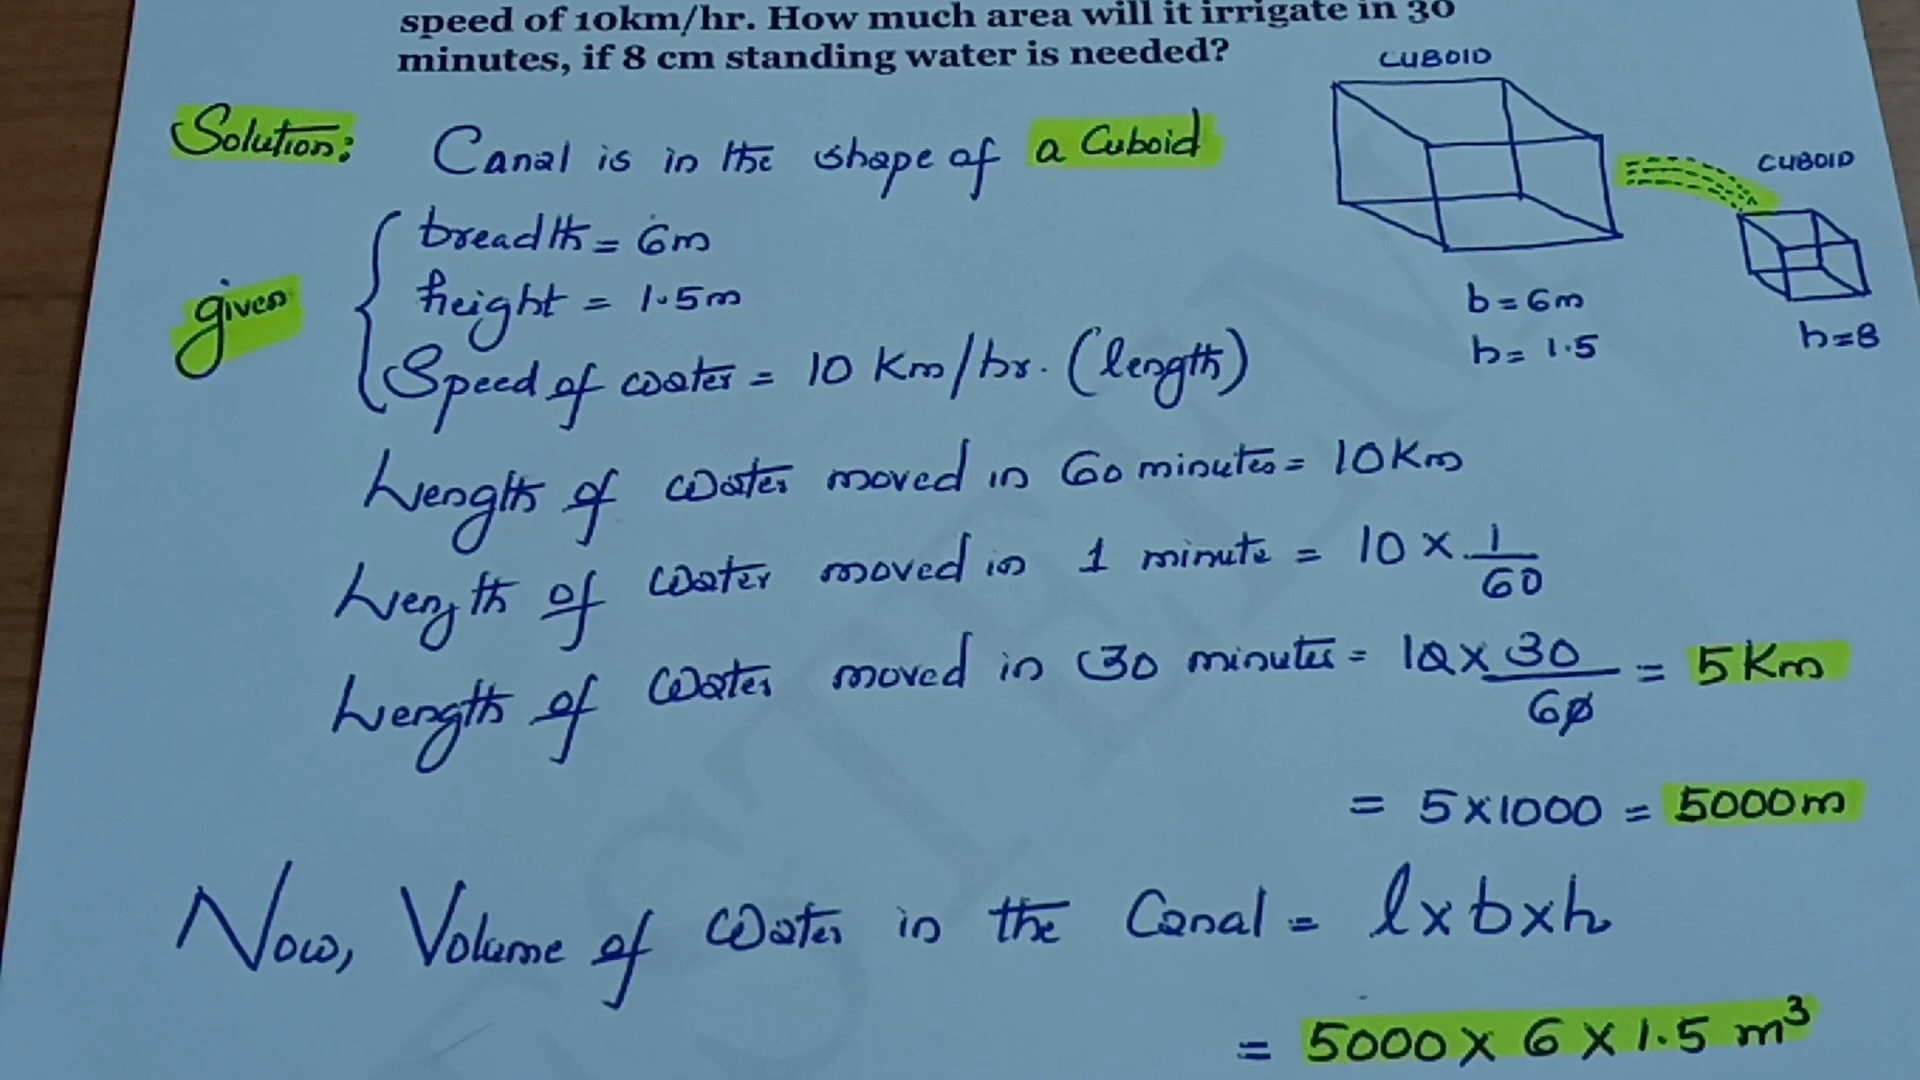 speed of 10km/hr. How much area will it irrigate in 30
minutes, if 8 cm standing water is needed?
CUBOID
Solution: Canal is in the shape of a Cuboid
CUBOID
given
breadth = 6m
height = 1.5m
Speed of water = 10 Km/hr. (length)
b = 6m
h = 1.5
h=8
Length of water moved in 60 minutes = 10Km
Length of water moved in 1 minute = 10 × 1/60
Length of water moved in 30 minutes = 10 × 30/60 = 5 Km
= 5×1000 = 5000m
Now, Volume of Water in the Canal = l×b×h
= 5000 × 6 × 1.5 m³